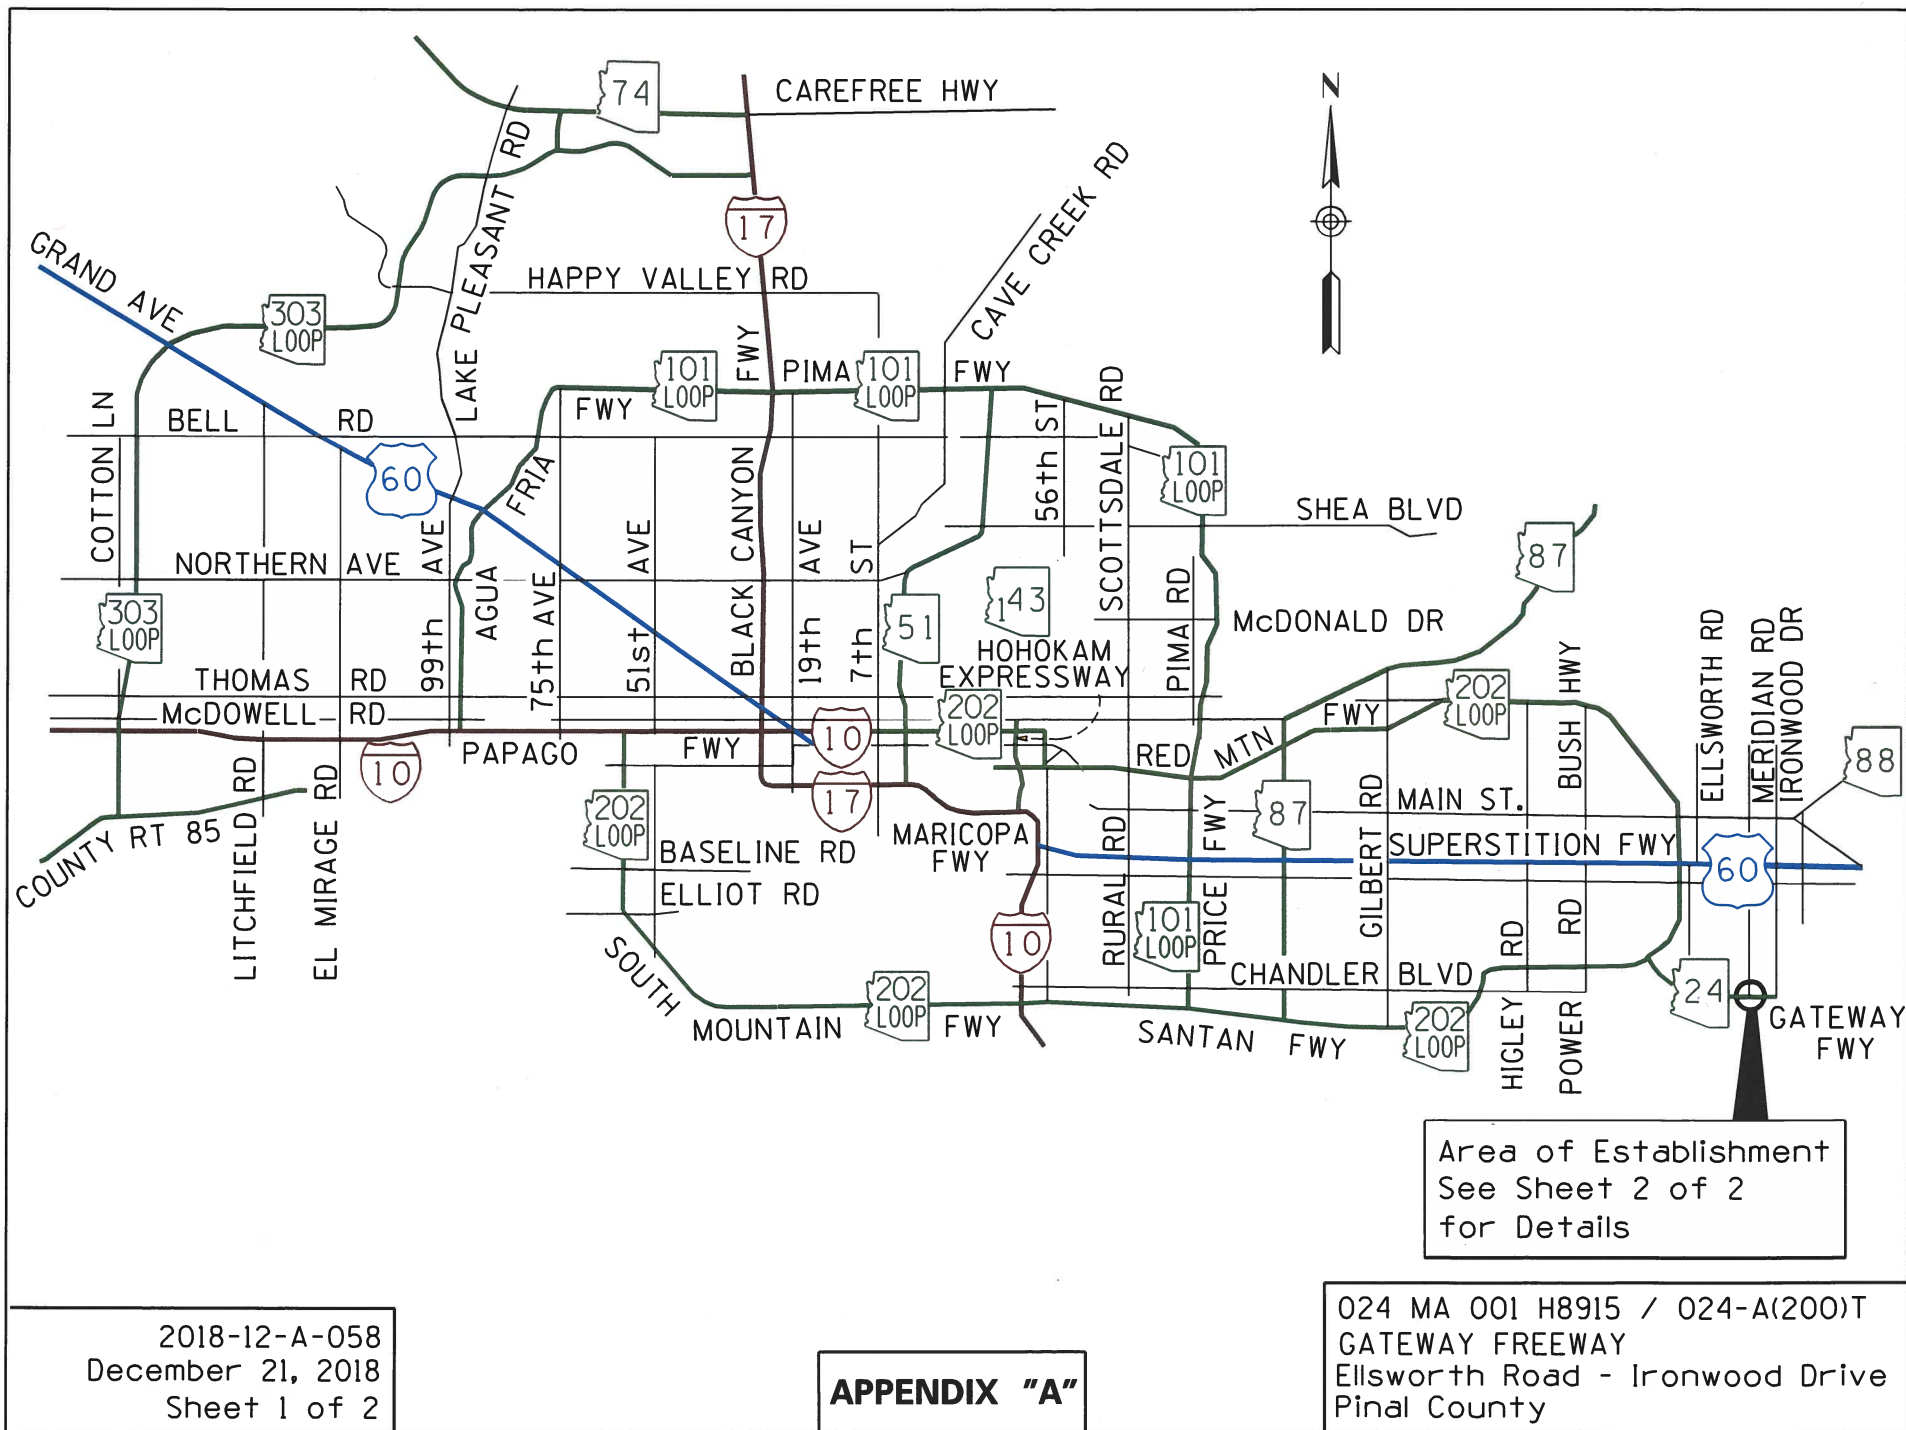 74
CAREFREE HWY
N
LAKE PLEASANT RD
17
CAVE CREEK RD
GRAND AVE
HAPPY VALLEY RD
303
LOOP
101
LOOP
FWY
PIMA
101
LOOP
FWY
FWY
COTTON LN
BELL RD
60
AGUA FRIA
BLACK CANYON
56th ST
SCOTTSDALE RD
101
LOOP
SHEA BLVD
87
NORTHERN AVE
99th AVE
75th AVE
51st AVE
19th AVE
7th ST
51
143
HOHOKAM
EXPRESSWAY
PIMA RD
McDONALD DR
303
LOOP
THOMAS RD
McDOWELL RD
202
LOOP
202
LOOP
BUSH HWY
ELLSWORTH RD
MERIDIAN RD
IRONWOOD DR
88
10
PAPAGO FWY
10
17
RED MTN FWY
COUNTY RT 85
LITCHFIELD RD
EL MIRAGE RD
202
LOOP
BASELINE RD
ELLIOT RD
MARICOPA
FWY
87
MAIN ST.
SUPERSTITION FWY
60
RURAL RD
PRICE FWY
GILBERT RD
101
LOOP
10
CHANDLER BLVD
HIGLEY RD
POWER RD
24
GATEWAY
FWY
SOUTH
MOUNTAIN
202
LOOP
FWY
SANTAN FWY
202
LOOP
Area of Establishment
See Sheet 2 of 2
for Details
2018-12-A-058
December 21, 2018
Sheet 1 of 2
APPENDIX "A"
024 MA 001 H8915 / 024-A(200)T
GATEWAY FREEWAY
Ellsworth Road - Ironwood Drive
Pinal County